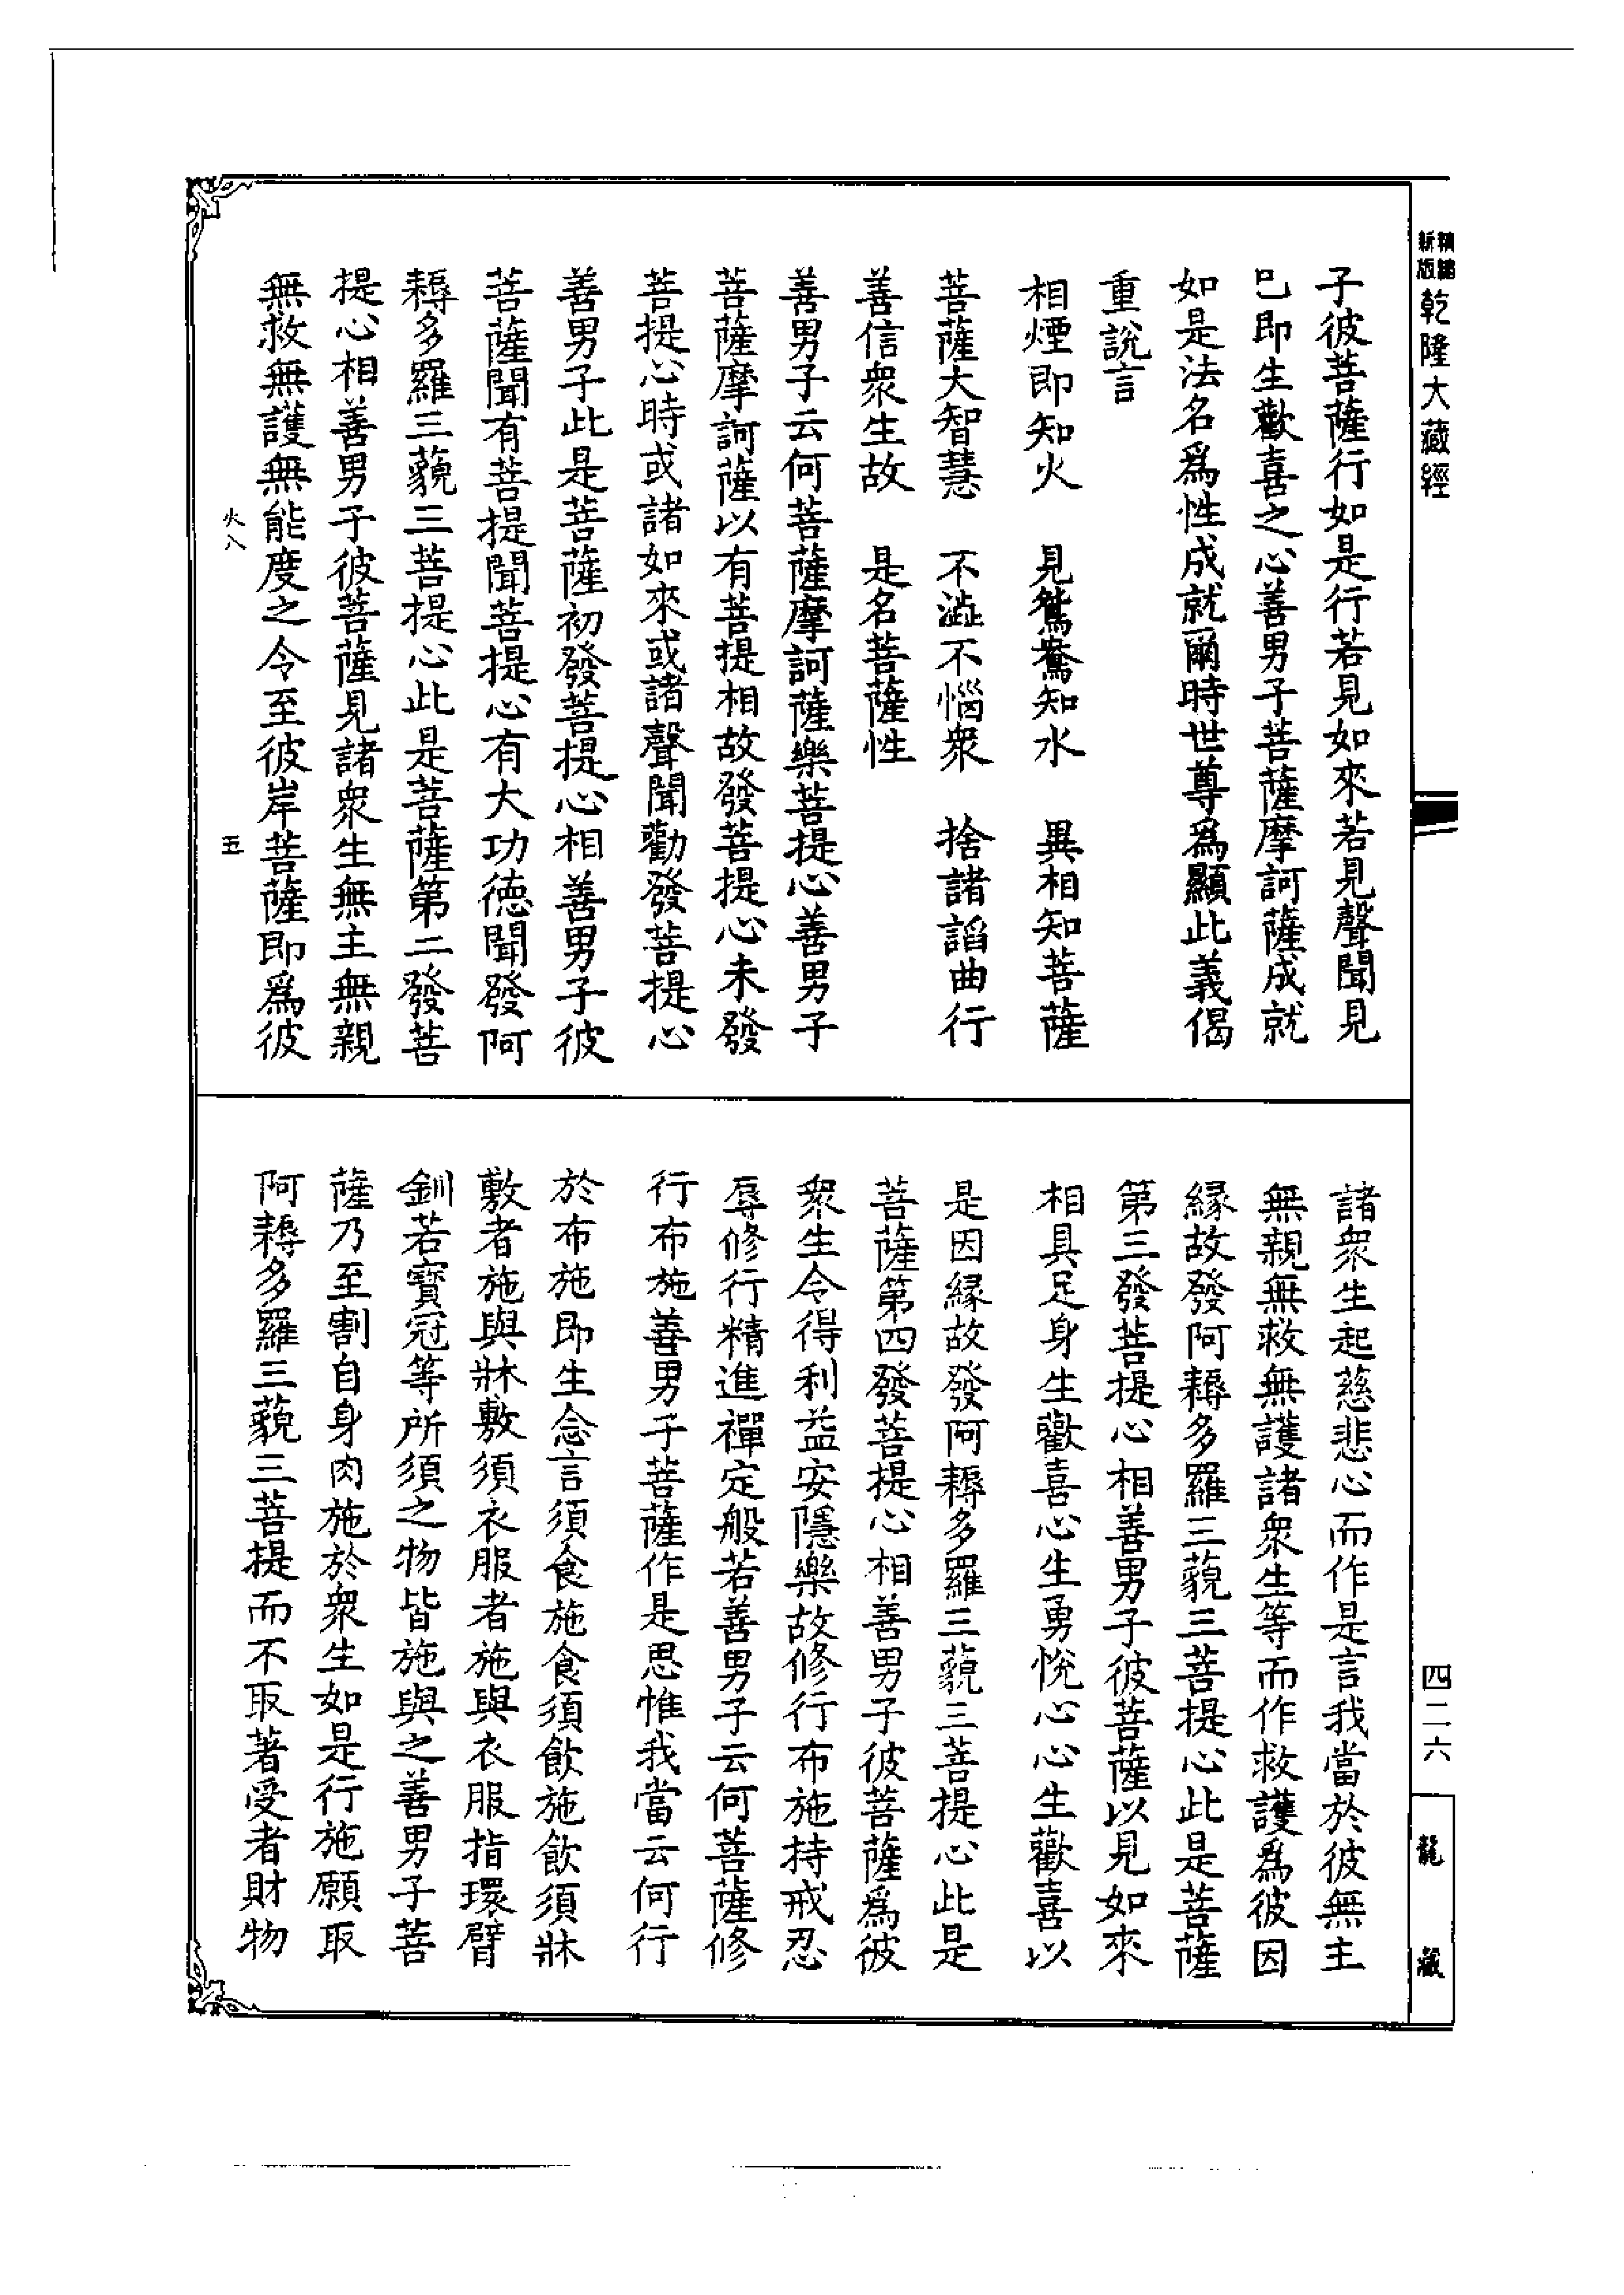 新版
精縮
乾隆大藏經
四二六
龍藏
子彼菩薩行如是行若見如來若見聲聞見
已即生歡喜之心善男子菩薩摩訶薩成就
如是法名爲性成就爾時世尊爲顯此義偈
重說言
相煙即知火　見鴛鴦知水　異相知菩薩
菩薩大智慧　不澁不惱衆　捨諸諂曲行
善信衆生故　是名菩薩性
善男子云何菩薩摩訶薩樂菩提心善男子
菩薩摩訶薩以有菩提相故發菩提心未發
菩提心時或諸如來或諸聲聞勸發菩提心
善男子此是菩薩初發菩提心相善男子彼
菩薩聞有菩提聞菩提心有大功德聞發阿
耨多羅三藐三菩提心此是菩薩第二發菩
提心相善男子彼菩薩見諸衆生無主無親
無救無護無能度之令至彼岸菩薩即爲彼
火八
五
諸衆生起慈悲心而作是言我當於彼無主
無親無救無護諸衆生等而作救護爲彼因
緣故發阿耨多羅三藐三菩提心此是菩薩
第三發菩提心相善男子彼菩薩以見如來
相具足身生歡喜心生勇悅心心生歡喜以
是因緣故發阿耨多羅三藐三菩提心此是
菩薩第四發菩提心相善男子彼菩薩爲彼
衆生令得利益安隱樂故修行布施持戒忍
辱修行精進禪定般若善男子云何菩薩修
行布施善男子菩薩作是思惟我當云何行
於布施即生念言須食施食須飲施飲須牀
敷者施與牀敷須衣服者施與衣服指環臂
釧若寶冠等所須之物皆施與之善男子菩
薩乃至割自身肉施於衆生如是行施願取
阿耨多羅三藐三菩提而不取著受者財物